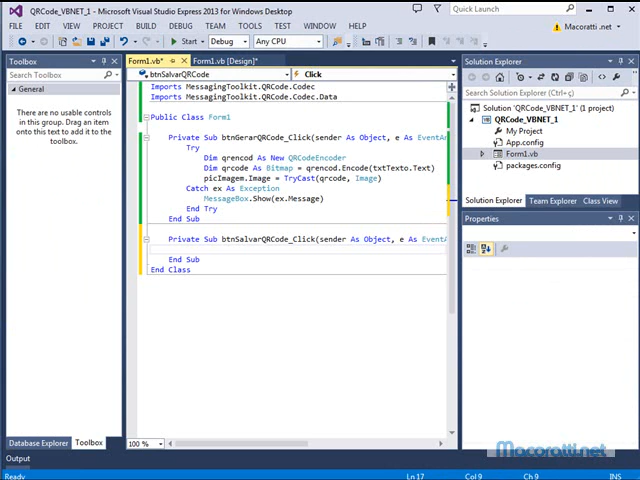 QRCode_VBNET_1 - Microsoft Visual Studio Express 2013 for Windows Desktop
Quick Launch (Ctrl+Q)
FILE EDIT VIEW PROJECT BUILD DEBUG TEAM TOOLS TEST WINDOW HELP
Macoratti .net
Start Debug Any CPU
Toolbox
Search Toolbox
General
There are no usable controls
in this group. Drag an item
onto this text to add it to the
toolbox.
Database Explorer Toolbox
Form1.vb* Form1.vb [Design]*
btnSalvarQRCode Click
Imports MessagingToolkit.QRCode.Codec
Imports MessagingToolkit.QRCode.Codec.Data
Public Class Form1
Private Sub btnGerarQRCode_Click(sender As Object, e As EventAr
Try
Dim qrencod As New QRCodeEncoder
Dim qrcode As Bitmap = qrencod.Encode(txtTexto.Text)
picImagem.Image = TryCast(qrcode, Image)
Catch ex As Exception
MessageBox.Show(ex.Message)
End Try
End Sub
Private Sub btnSalvarQRCode_Click(sender As Object, e As EventA
End Sub
End Class
100 %
Solution Explorer
Search Solution Explorer (Ctrl+ç)
Solution 'QRCode_VBNET_1' (1 project)
QRCode_VBNET_1
My Project
App.config
Form1.vb
packages.config
Solution Explorer Team Explorer Class View
Properties
Macoratti.net
Output
Ready Ln 17 Col 9 Ch 9 INS